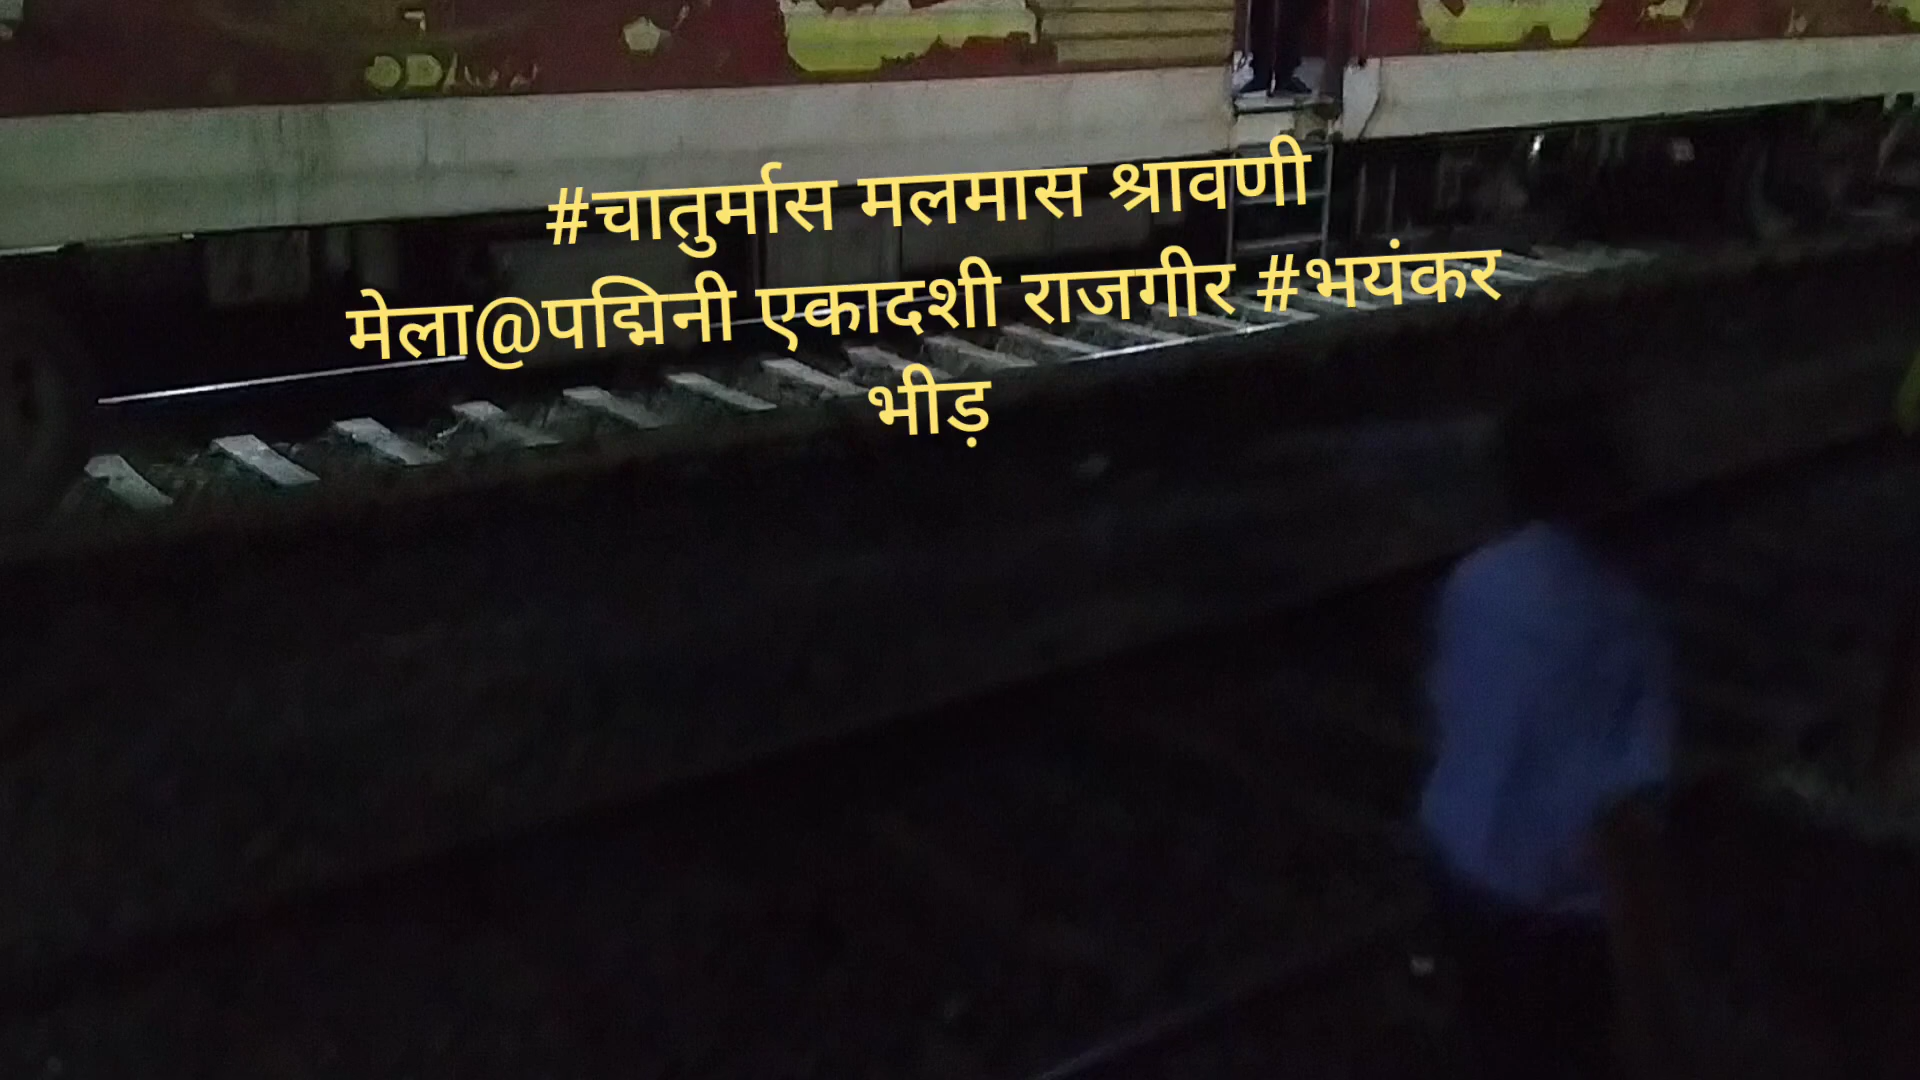 #चातुर्मास मलमास श्रावणी
मेला@पद्मिनी एकादशी राजगीर #भयंकर
भीड़